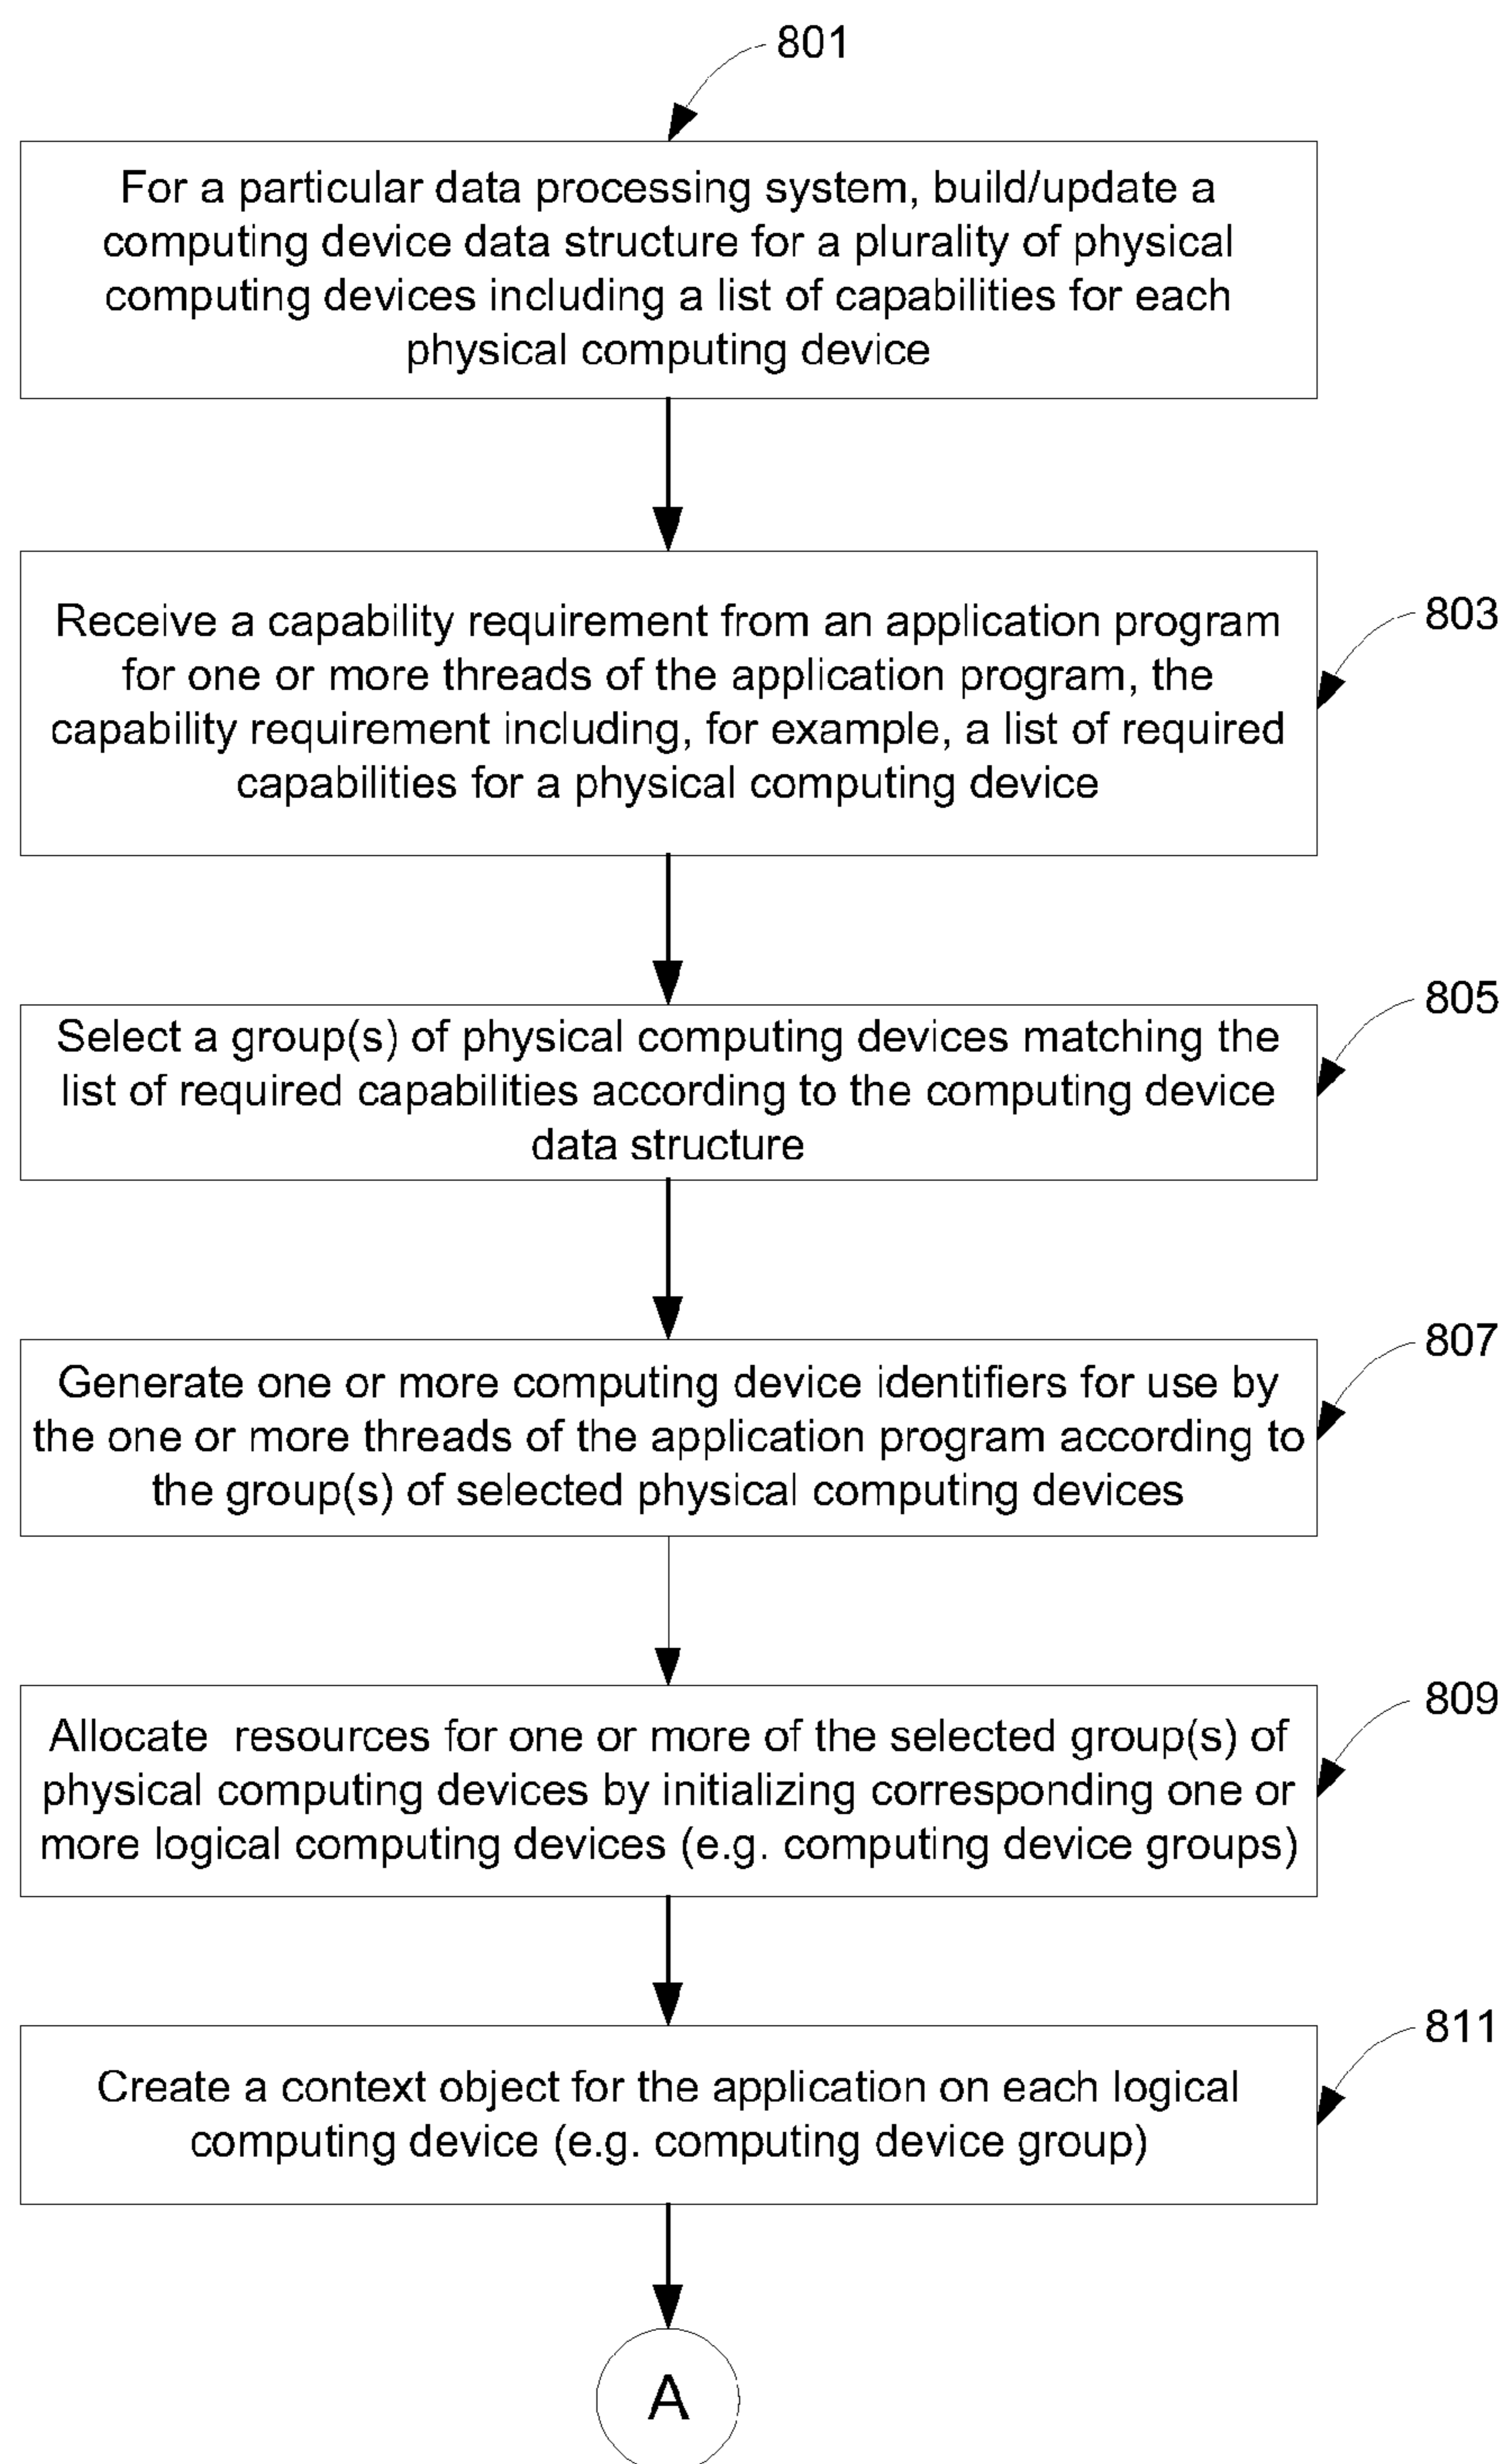 801
For a particular data processing system, build/update a
computing device data structure for a plurality of physical
computing devices including a list of capabilities for each
physical computing device
803
Receive a capability requirement from an application program
for one or more threads of the application program, the
capability requirement including, for example, a list of required
capabilities for a physical computing device
805
Select a group(s) of physical computing devices matching the
list of required capabilities according to the computing device
data structure
807
Generate one or more computing device identifiers for use by
the one or more threads of the application program according to
the group(s) of selected physical computing devices
809
Allocate resources for one or more of the selected group(s) of
physical computing devices by initializing corresponding one or
more logical computing devices (e.g. computing device groups)
811
Create a context object for the application on each logical
computing device (e.g. computing device group)
A